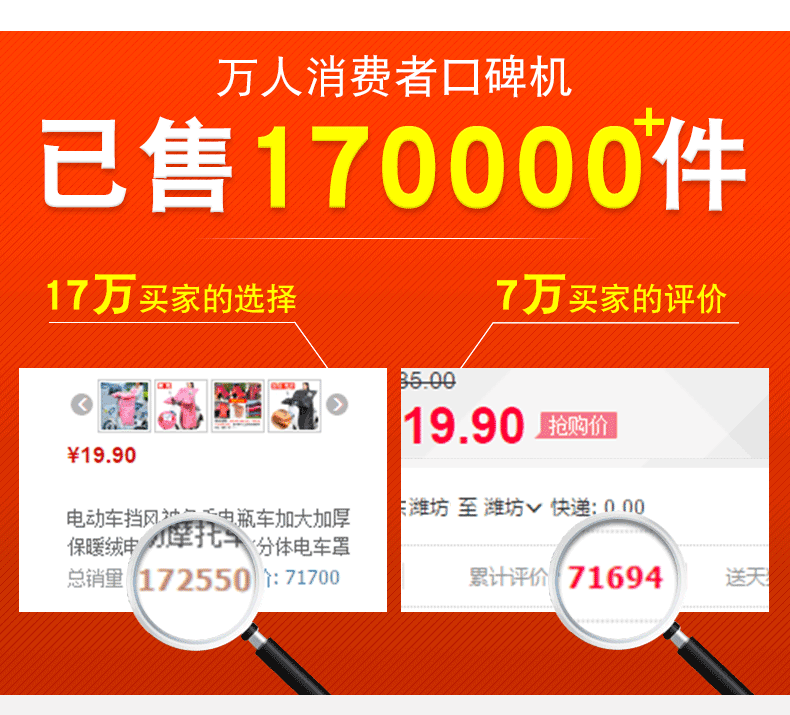 万人消费者口碑机
已售170000+件
17万买家的选择
7万买家的评价
¥19.90
电动车挡风被冬季电瓶车加大加厚
保暖绒电动摩托车分体电车罩
总销量 172550 价: 71700
85.00
19.90 抢购价
东潍坊 至 潍坊 快递: 0.00
累计评价 71694 送天